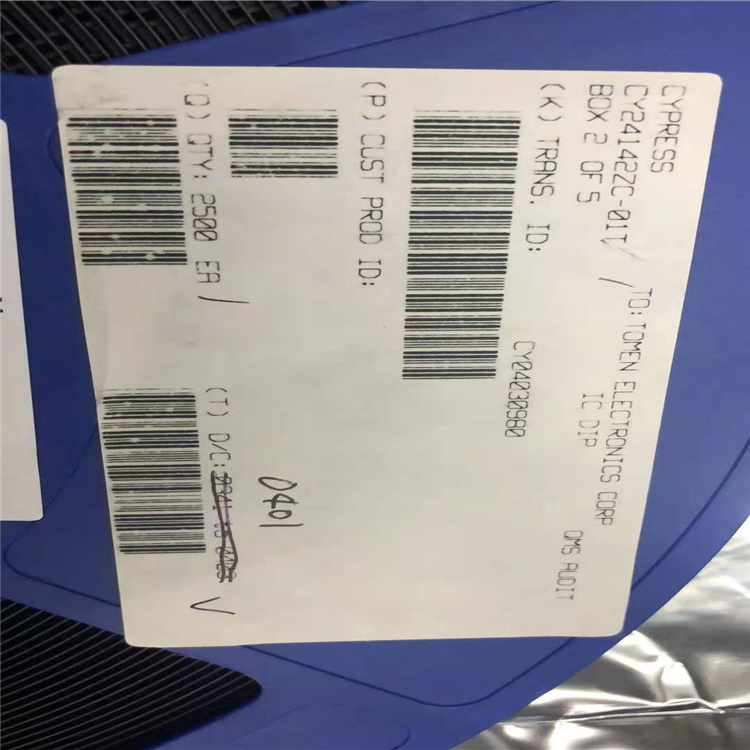 CYPRESS
CY24142ZC-01T / TO: TOMEN ELECTRONICS CORP
BOX 2 OF 5 IC DIP QMS AUDIT
(K) TRANS. ID: CY04030980
(P) CUST PROD ID:
0401
(Q) QTY: 2500 EA / (T) D/C: V